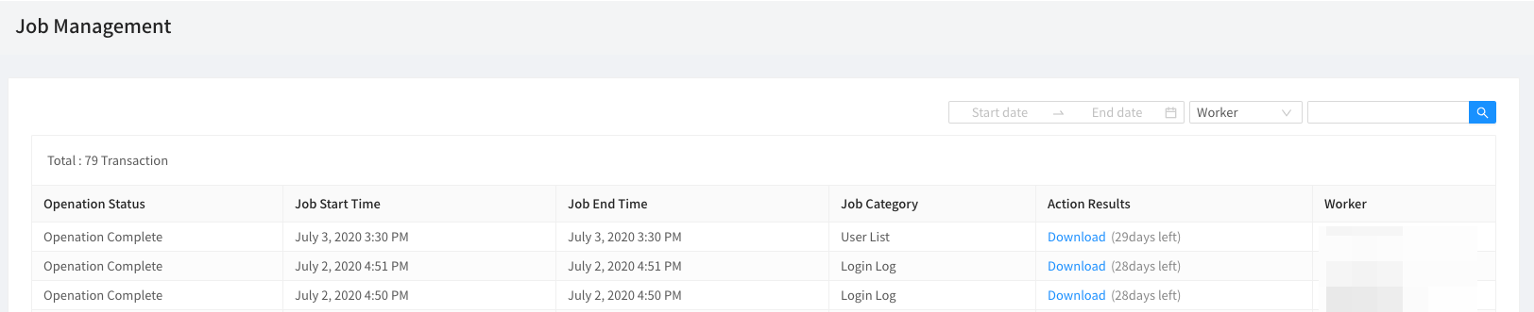 Job Management
Start date → End date Worker
Total : 79 Transaction
Openation Status Job Start Time Job End Time Job Category Action Results Worker
Openation Complete July 3, 2020 3:30 PM July 3, 2020 3:30 PM User List Download (29days left)
Openation Complete July 2, 2020 4:51 PM July 2, 2020 4:51 PM Login Log Download (28days left)
Openation Complete July 2, 2020 4:50 PM July 2, 2020 4:50 PM Login Log Download (28days left)